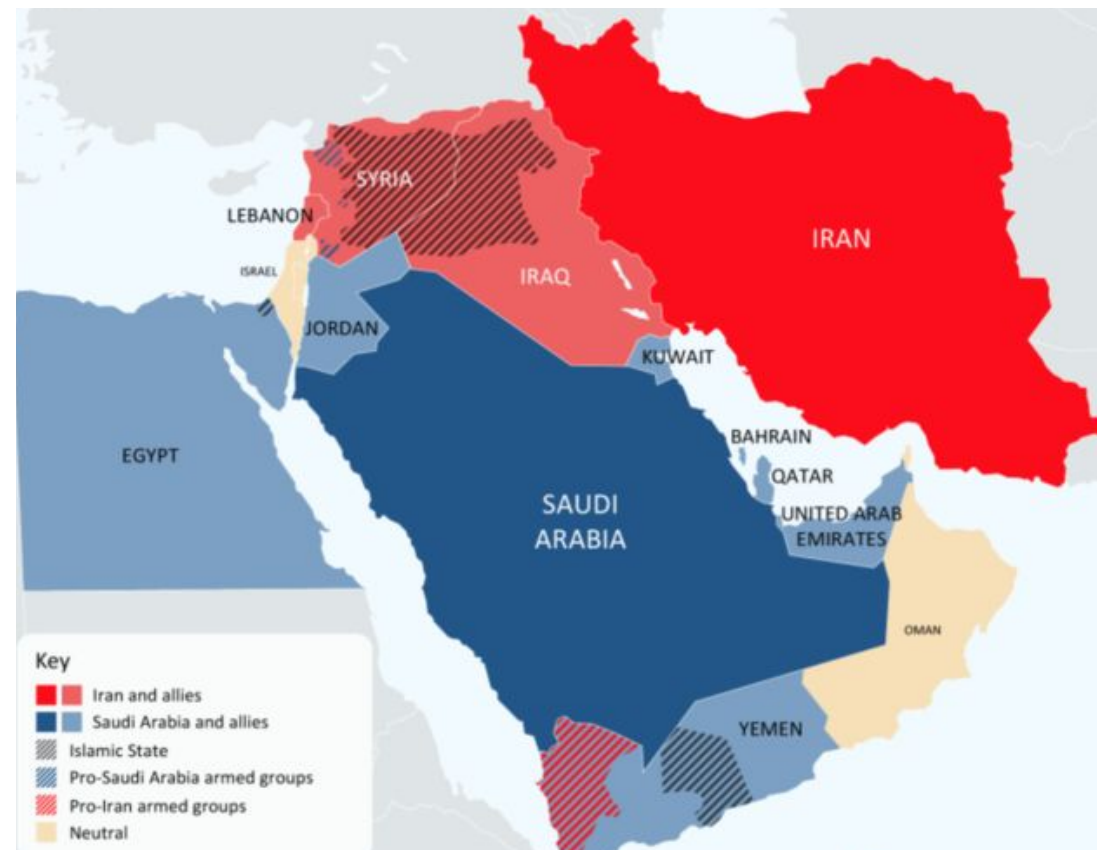 SYRIA
LEBANON
IRAN
ISRAEL
IRAQ
JORDAN
KUWAIT
BAHRAIN
EGYPT
QATAR
SAUDI
ARABIA
UNITED ARAB
EMIRATES
OMAN
YEMEN
Key
Iran and allies
Saudi Arabia and allies
Islamic State
Pro-Saudi Arabia armed groups
Pro-Iran armed groups
Neutral